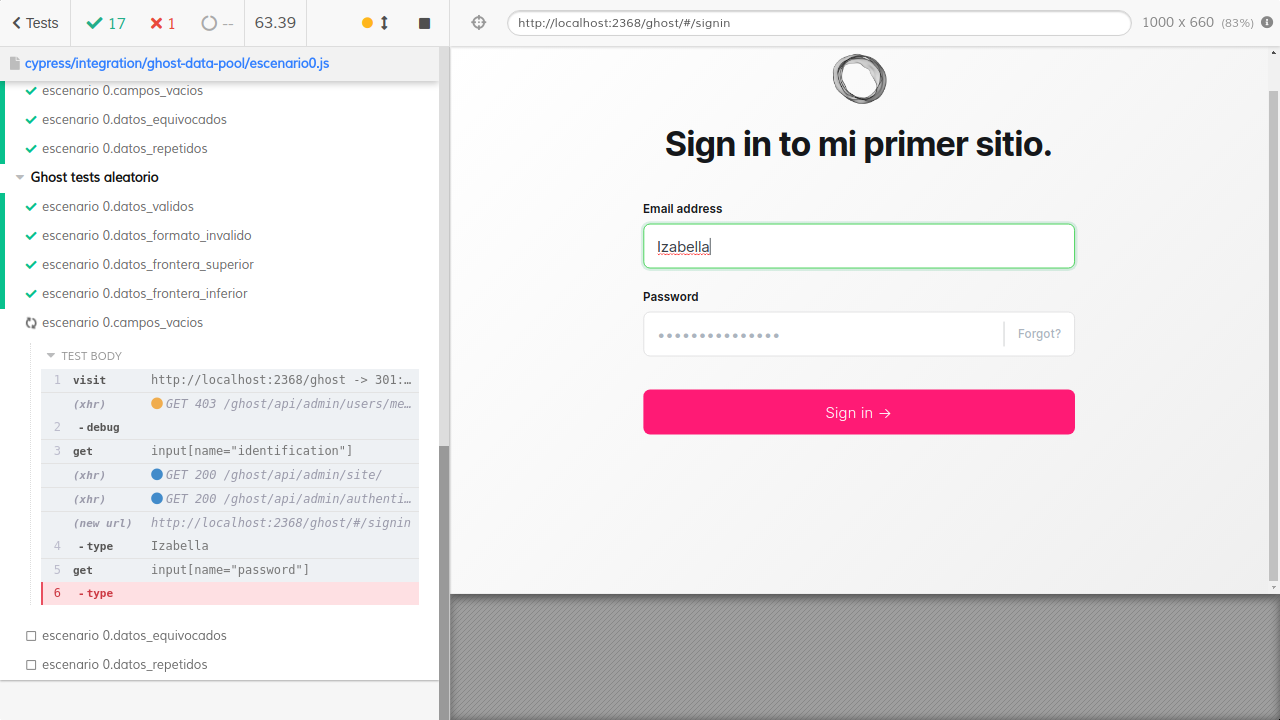 Tests 17 1 -- 63.39
http://localhost:2368/ghost/#/signin 1000 x 660 (83%)
cypress/integration/ghost-data-pool/escenario0.js
escenario 0.campos_vacios
escenario 0.datos_equivocados
escenario 0.datos_repetidos
Ghost tests aleatorio
escenario 0.datos_validos
escenario 0.datos_formato_invalido
escenario 0.datos_frontera_superior
escenario 0.datos_frontera_inferior
escenario 0.campos_vacios
TEST BODY
1 visit http://localhost:2368/ghost -> 301:…
(xhr) GET 403 /ghost/api/admin/users/me…
2 - debug
3 get input[name="identification"]
(xhr) GET 200 /ghost/api/admin/site/
(xhr) GET 200 /ghost/api/admin/authenti…
(new url) http://localhost:2368/ghost/#/signin
4 - type Izabella
5 get input[name="password"]
6 - type
escenario 0.datos_equivocados
escenario 0.datos_repetidos
Sign in to mi primer sitio.
Email address
Izabella
Password
••••••••••••••• Forgot?
Sign in →